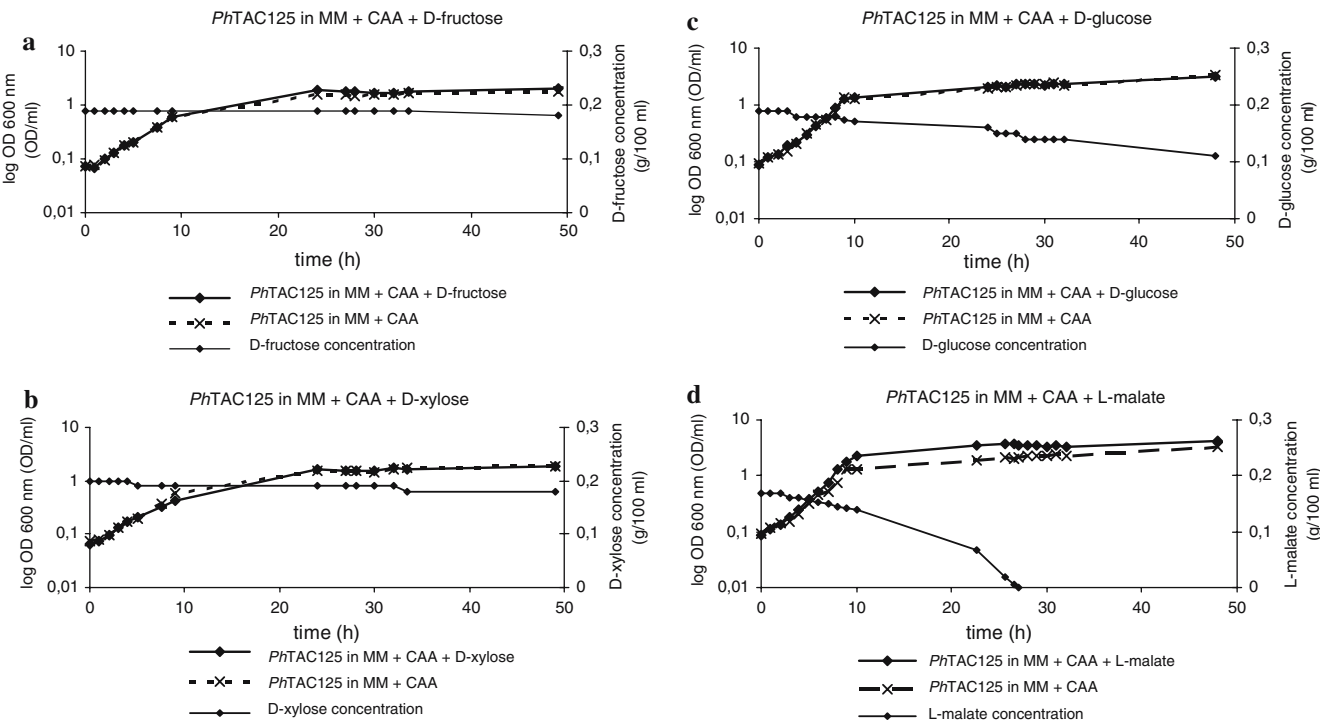 PhTAC125 in MM + CAA + D-fructose
a
log OD 600 nm
(OD/ml)
10
1
0,1
0,01
0,3
0,2
0,1
0
D-fructose concentration
(g/100 ml)
0 10 20 30 40 50
time (h)
PhTAC125 in MM + CAA + D-fructose
PhTAC125 in MM + CAA
D-fructose concentration
PhTAC125 in MM + CAA + D-xylose
b
log OD 600 nm (OD/ml)
10
1
0,1
0,01
0,3
0,2
0,1
0
D-xylose concentration
(g/100 ml)
0 10 20 30 40 50
time (h)
PhTAC125 in MM + CAA + D-xylose
PhTAC125 in MM + CAA
D-xylose concentration
PhTAC125 in MM + CAA + D-glucose
c
log OD 600 nm (OD/ml)
10
1
0,1
0,01
0,3
0,2
0,1
0
D-glucose concentration
(g/100 ml)
0 10 20 30 40 50
time (h)
PhTAC125 in MM + CAA + D-glucose
PhTAC125 in MM + CAA
D-glucose concentration
d
PhTAC125 in MM + CAA + L-malate
log OD 600 nm (OD/ml)
10
1
0,1
0,01
0,3
0,2
0,1
0
L-malate concentration
(g/100 ml)
0 10 20 30 40 50
time (h)
PhTAC125 in MM + CAA + L-malate
PhTAC125 in MM + CAA
L-malate concentration